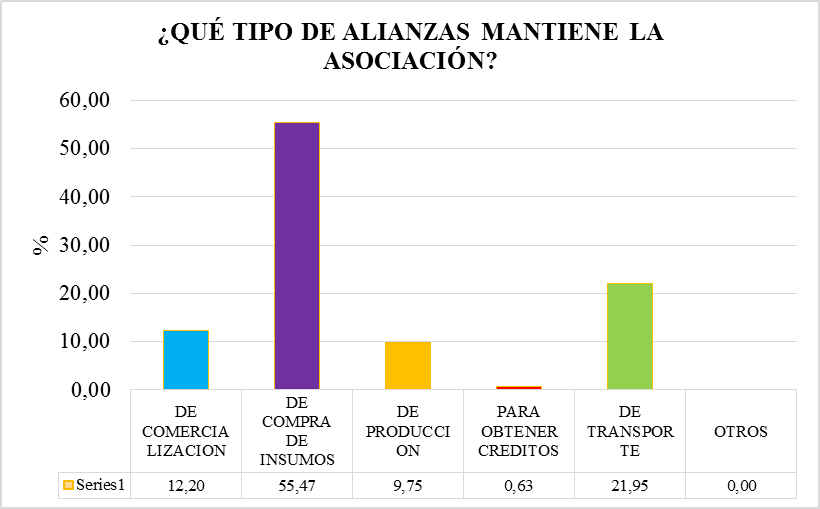 ¿QUÉ TIPO DE ALIANZAS MANTIENE LA
ASOCIACIÓN?
%
60,00
50,00
40,00
30,00
20,00
10,00
0,00
DE
COMERCIA
LIZACION
DE
COMPRA
DE
INSUMOS
DE
PRODUCCI
ON
PARA
OBTENER
CREDITOS
DE
TRANSPOR
TE
OTROS
Series1 12,20 55,47 9,75 0,63 21,95 0,00